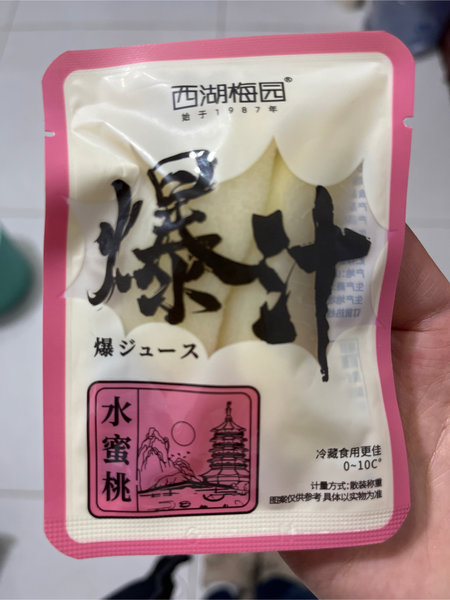 西湖梅园®
始于1987年
爆汁
爆ジュース
水蜜桃
冷藏食用更佳
0~10C°
计量方式:散装称重
图案仅供参考 具体以实物为准